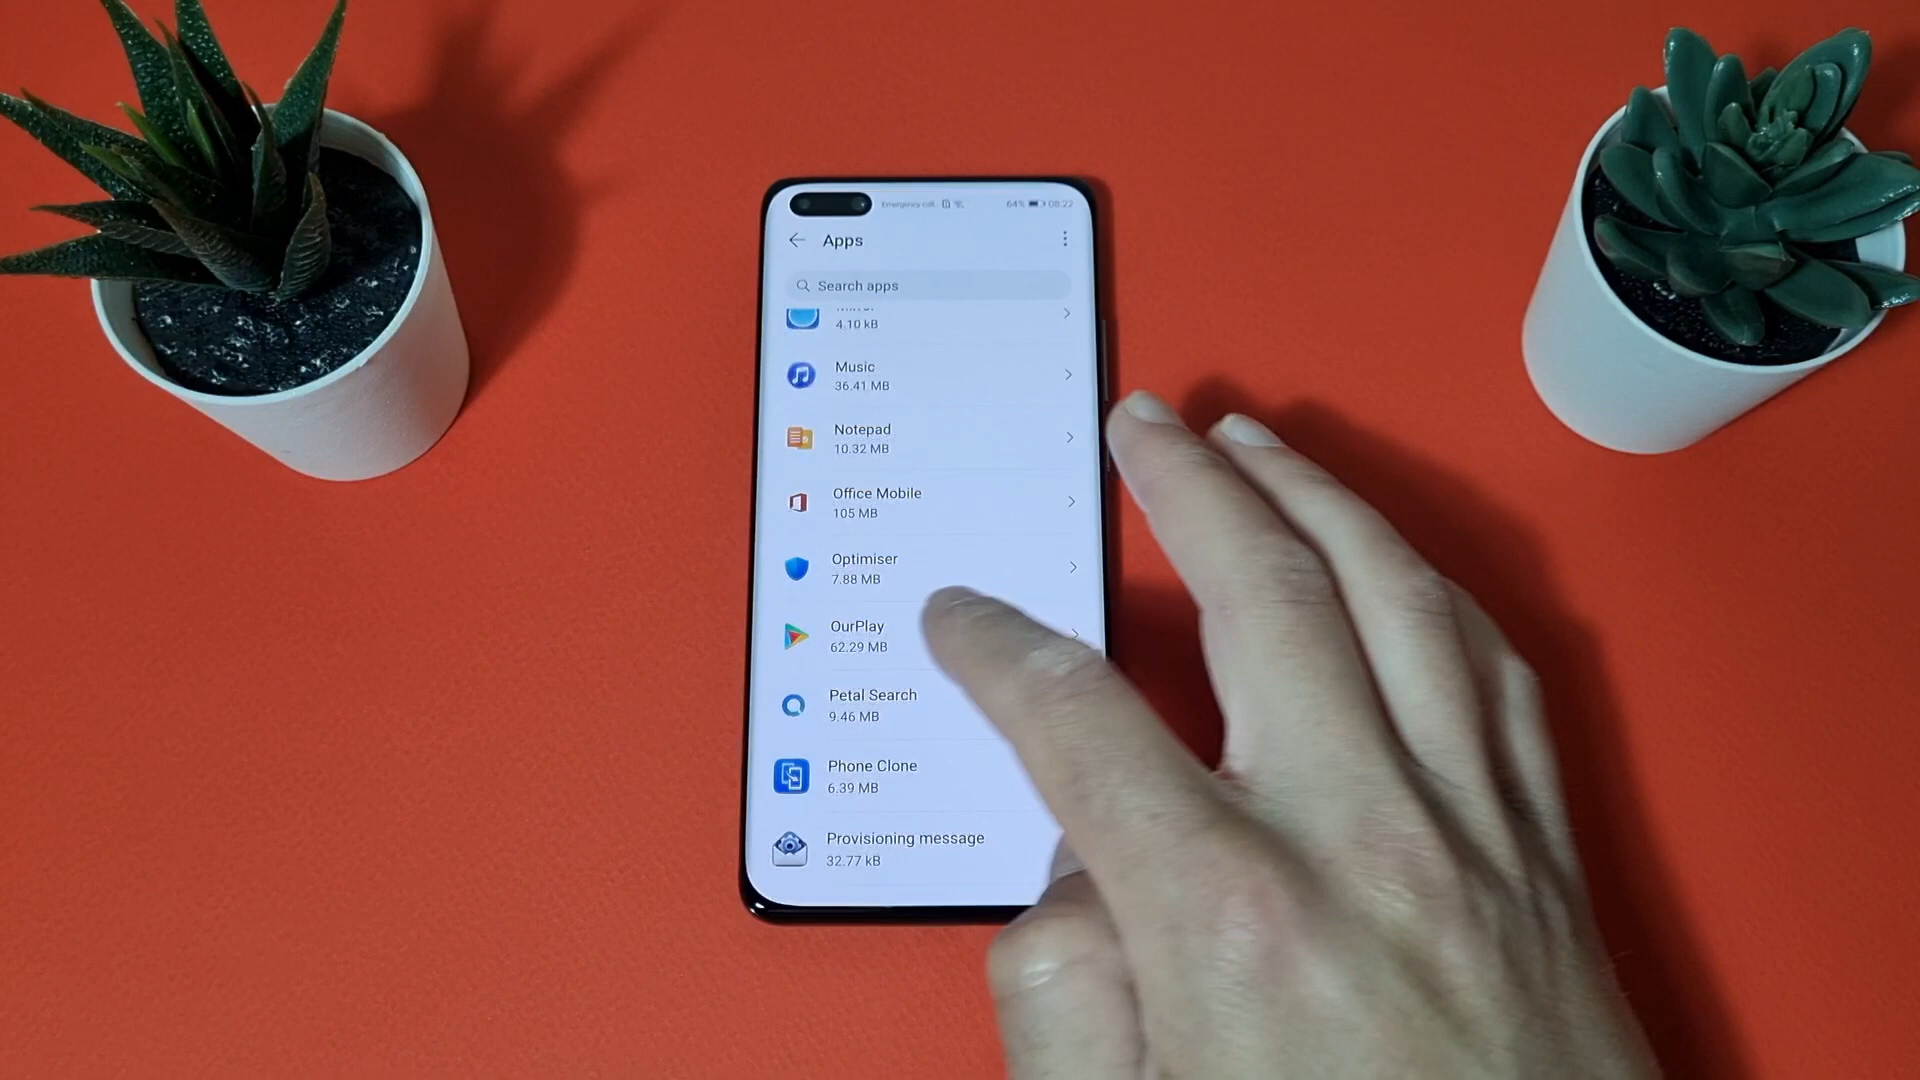 Emergency cal.. 64% 08:22
Apps
Search apps
4.10 kB
Music
36.41 MB
Notepad
10.32 MB
Office Mobile
105 MB
Optimiser
7.88 MB
OurPlay
62.29 MB
Petal Search
9.46 MB
Phone Clone
6.39 MB
Provisioning message
32.77 kB